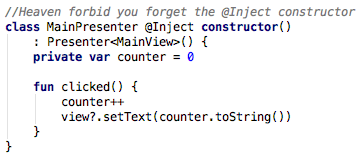 //Heaven forbid you forget the @Inject constructor
class MainPresenter @Inject constructor()
    : Presenter<MainView>() {
    private var counter = 0

    fun clicked() {
        counter++
        view?.setText(counter.toString())
    }
}